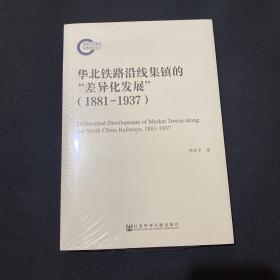 华北铁路沿线集镇的
“差异化发展”
(1881-1937)
Differential Development of Market Towns along
the North China Railways, 1881-1937
著
社会科学文献出版社